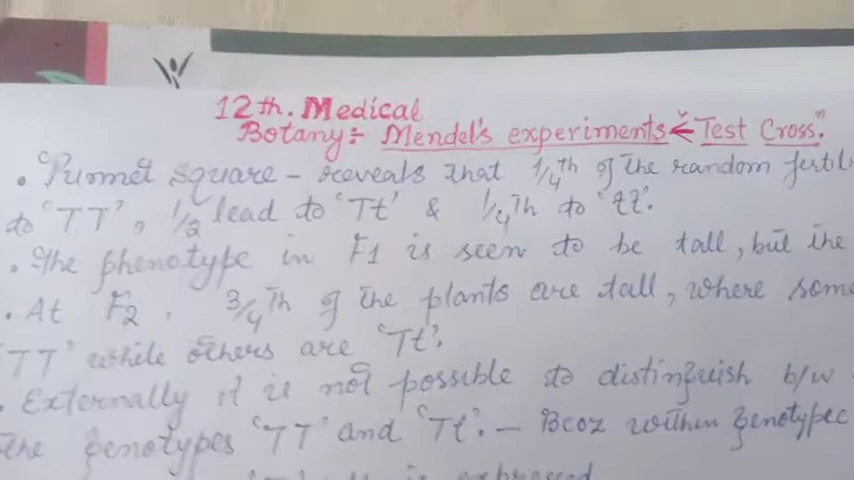 12th. Medical
Botany:- Mendel's experiments < "Test Cross."
• Punnet square - reveals that 1/4th of the random fertil
to 'TT', 1/2 lead to 'Tt' & 1/4th to 'tt'.
• The phenotype in F1 is seen to be tall, but the
• At F2, 3/4th of the plants are tall, where some
'TT' while others are 'Tt'.
• Externally it is not possible to distinguish b/w
the genotypes 'TT' and 'Tt'. - Bcoz within genotypec
is expressed